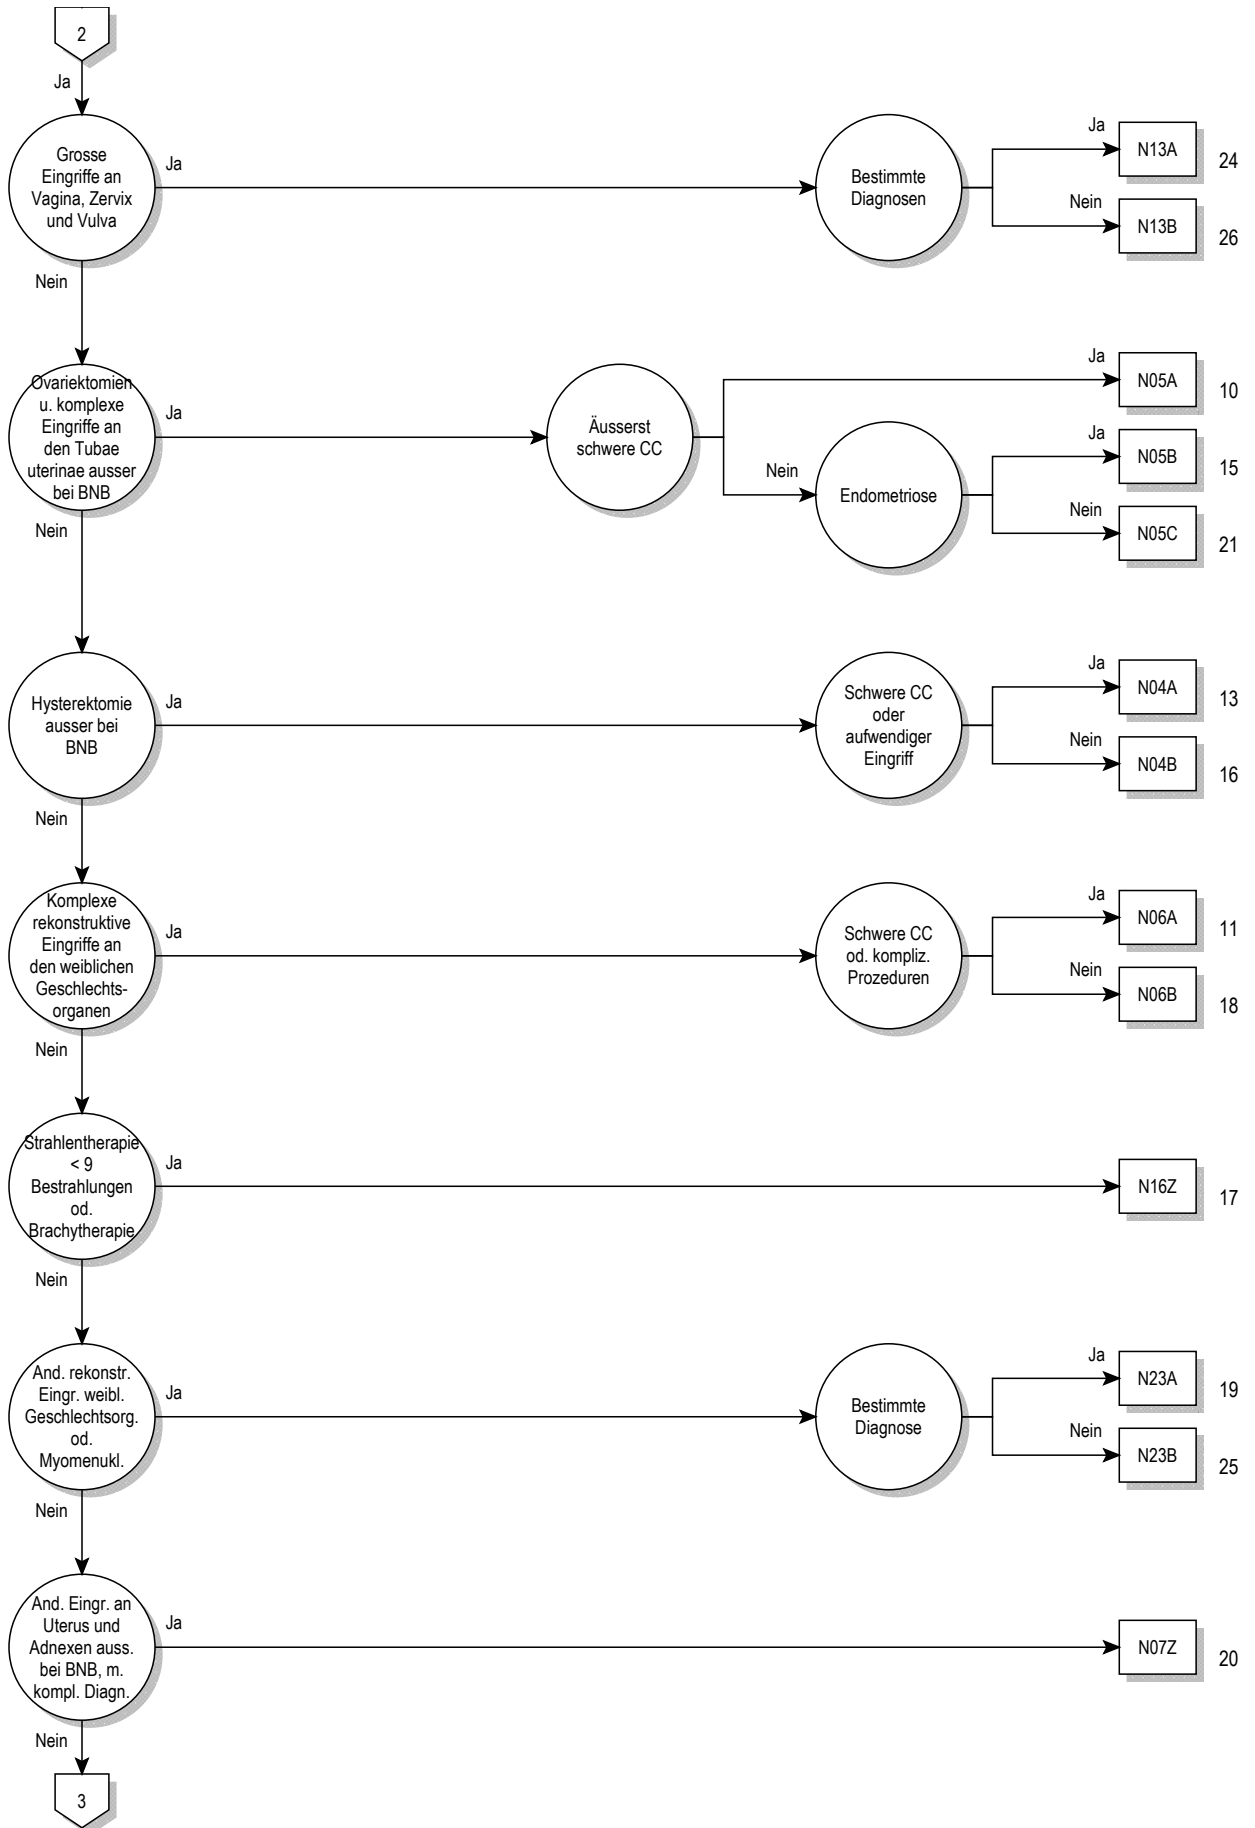 2
Ja
Grosse
Eingriffe an
Vagina, Zervix
und Vulva
Ja
Bestimmte
Diagnosen
Ja
N13A
24
Nein
N13B
26
Nein
Ovariektomien
u. komplexe
Eingriffe an
den Tubae
uterinae ausser
bei BNB
Ja
Äusserst
schwere CC
Ja
N05A
10
Nein
Endometriose
Ja
N05B
15
Nein
N05C
21
Nein
Hysterektomie
ausser bei
BNB
Ja
Schwere CC
oder
aufwendiger
Eingriff
Ja
N04A
13
Nein
N04B
16
Nein
Komplexe
rekonstruktive
Eingriffe an
den weiblichen
Geschlechts-
organen
Ja
Schwere CC
od. kompliz.
Prozeduren
Ja
N06A
11
Nein
N06B
18
Nein
Strahlentherapie
< 9
Bestrahlungen
od.
Brachytherapie
Ja
N16Z
17
Nein
And. rekonstr.
Eingr. weibl.
Geschlechtsorg.
od.
Myomenukl.
Ja
Bestimmte
Diagnose
Ja
N23A
19
Nein
N23B
25
Nein
And. Eingr. an
Uterus und
Adnexen auss.
bei BNB, m.
kompl. Diagn.
Ja
N07Z
20
Nein
3